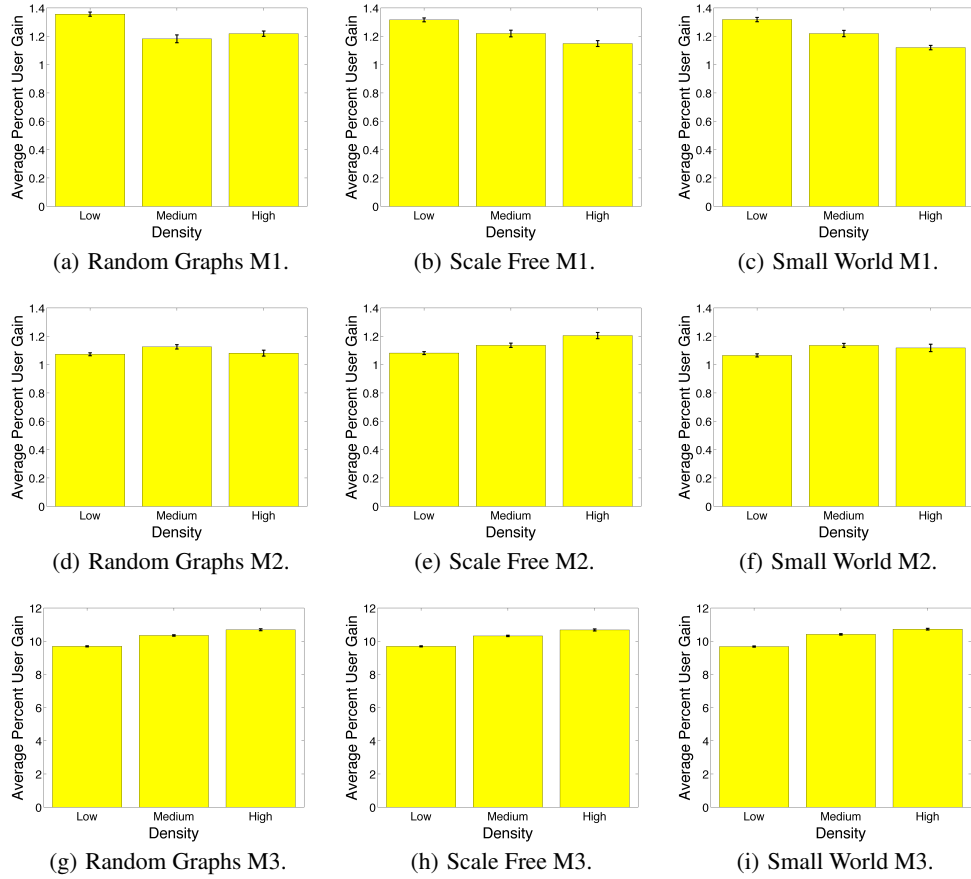 1.4
1.2
1
0.8
0.6
0.4
0.2
0
Average Percent User Gain
Low Medium High
Density
(a) Random Graphs M1.
1.4
1.2
1
0.8
0.6
0.4
0.2
0
Average Percent User Gain
Low Medium High
Density
(b) Scale Free M1.
1.4
1.2
1
0.8
0.6
0.4
0.2
0
Average Percent User Gain
Low Medium High
Density
(c) Small World M1.
1.4
1.2
1
0.8
0.6
0.4
0.2
0
Average Percent User Gain
Low Medium High
Density
(d) Random Graphs M2.
1.4
1.2
1
0.8
0.6
0.4
0.2
0
Average Percent User Gain
Low Medium High
Density
(e) Scale Free M2.
1.4
1.2
1
0.8
0.6
0.4
0.2
0
Average Percent User Gain
Low Medium High
Density
(f) Small World M2.
12
10
8
6
4
2
0
Average Percent User Gain
Low Medium High
Density
(g) Random Graphs M3.
12
10
8
6
4
2
0
Average Percent User Gain
Low Medium High
Density
(h) Scale Free M3.
12
10
8
6
4
2
0
Average Percent User Gain
Low Medium High
Density
(i) Small World M3.